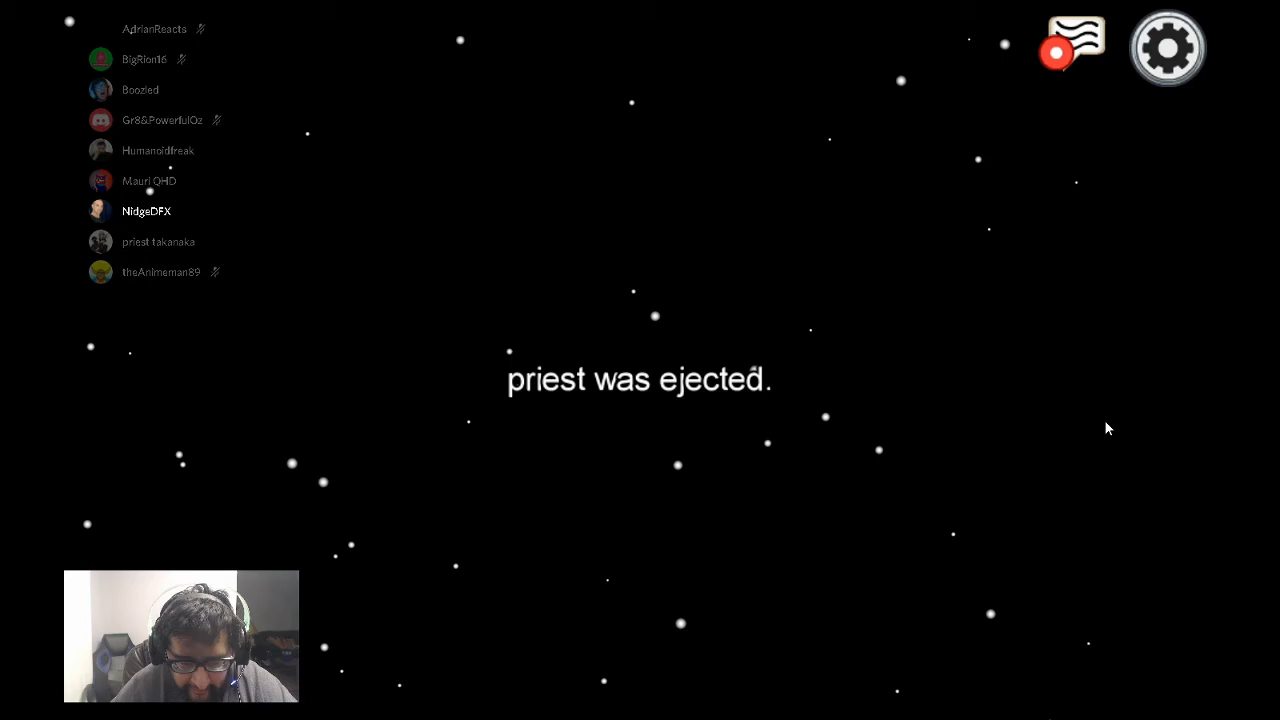 AdrianReacts
BigRion16
Boozled
Gr8&PowerfulOz
Humanoidfreak
Mauri QHD
NidgeDFX
priest takanaka
theAnimeman89
priest was ejected.